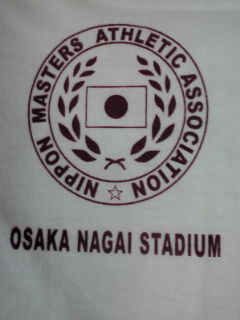 NIPPON MASTERS ATHLETIC ASSOCIATION
OSAKA NAGAI STADIUM